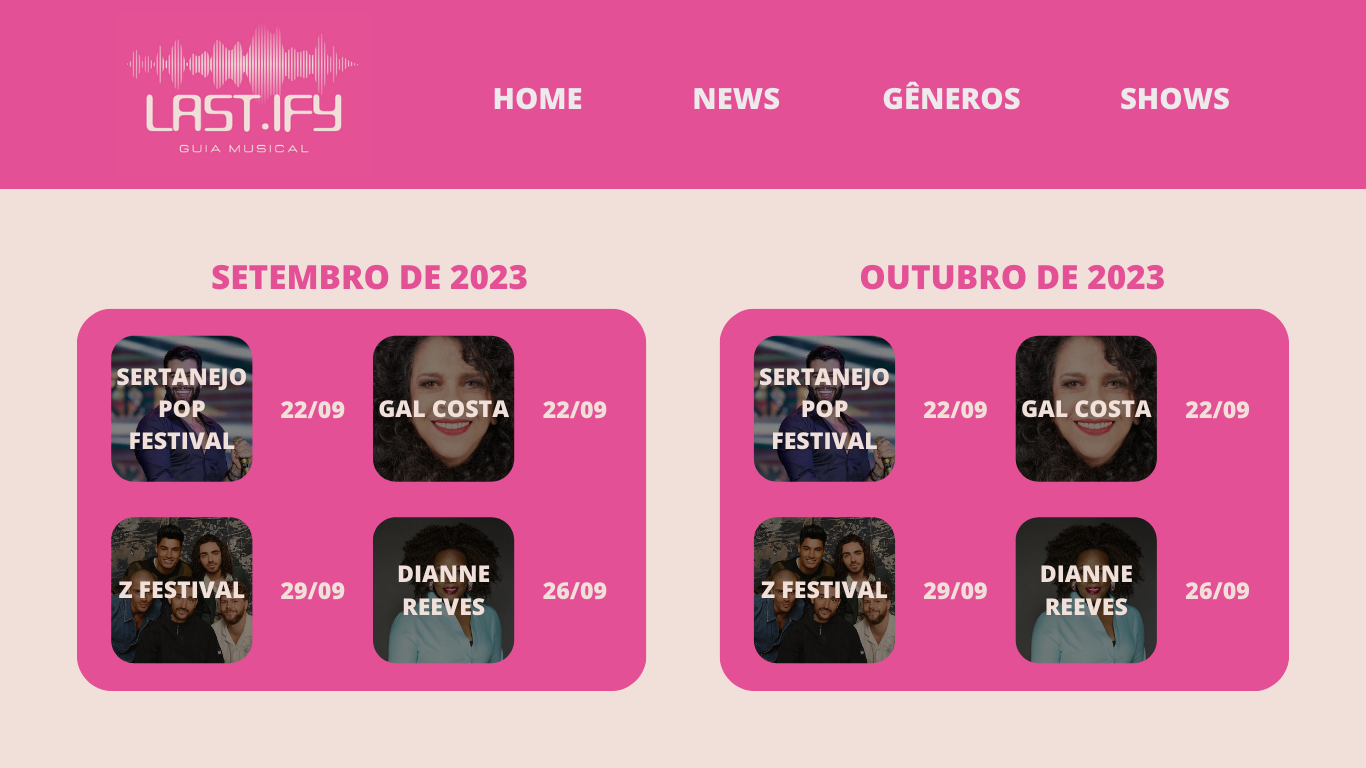 LAST.IFY
GUIA MUSICAL
HOME
NEWS
GÊNEROS
SHOWS
SETEMBRO DE 2023
SERTANEJO
POP
FESTIVAL
22/09
GAL COSTA
22/09
Z FESTIVAL
29/09
DIANNE
REEVES
26/09
OUTUBRO DE 2023
SERTANEJO
POP
FESTIVAL
22/09
GAL COSTA
22/09
Z FESTIVAL
29/09
DIANNE
REEVES
26/09